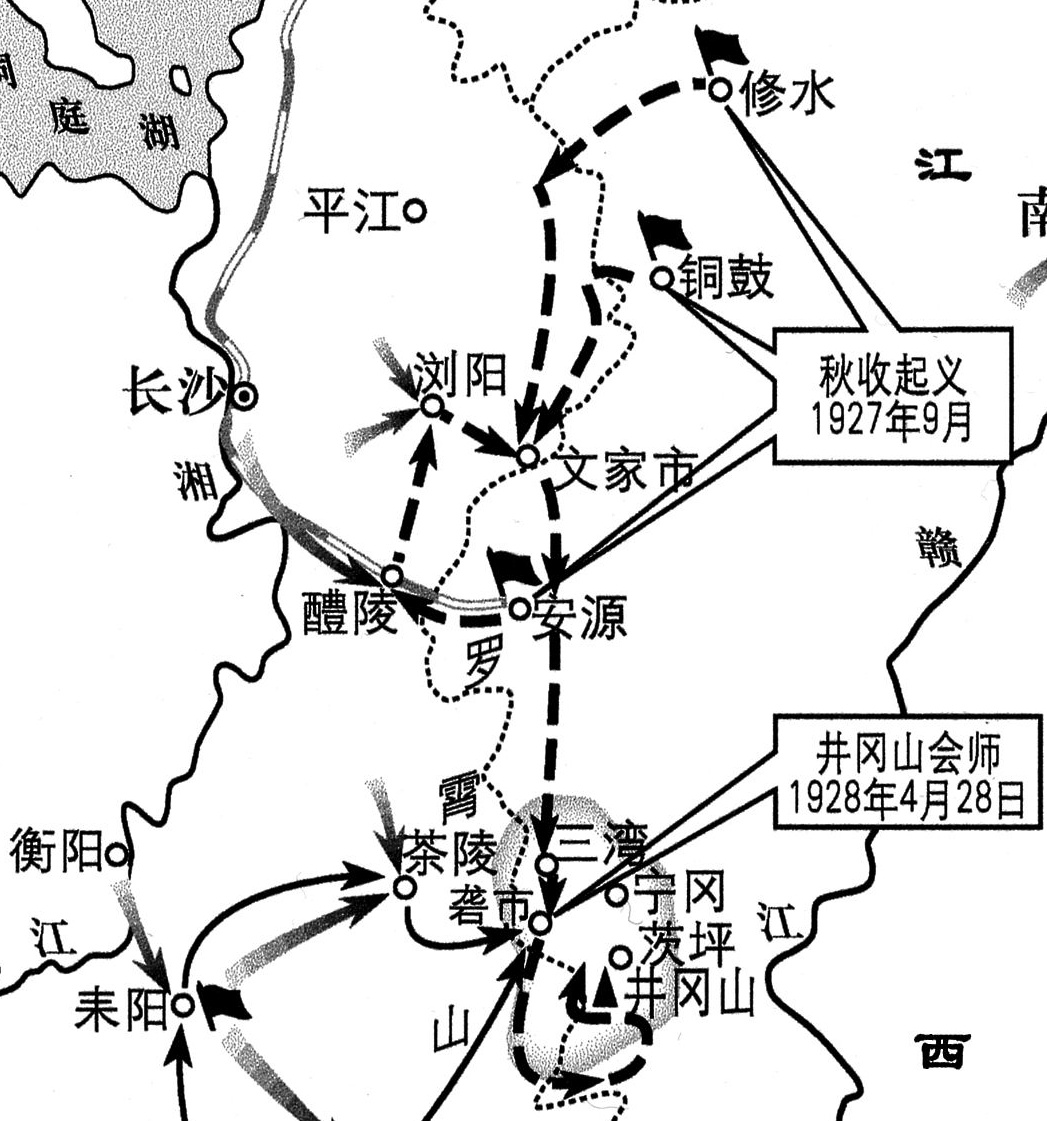 庭
湖
修水
江
平江
铜鼓
浏阳
秋收起义
1927年9月
长沙
文家市
湘
赣
醴陵
安源
罗
井冈山会师
1928年4月28日
霄
三湾
衡阳
茶陵
宁冈
砻市
江
江
茨坪
井冈山
耒阳
山
西